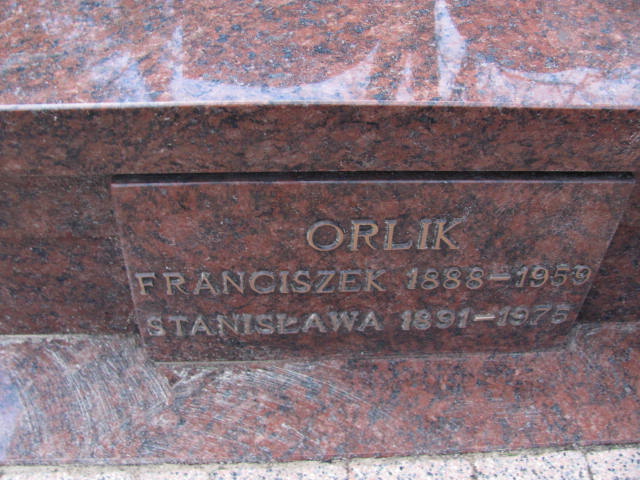 ORLIK
FRANCISZEK 1888-1959
STANISŁAWA 1891-1975